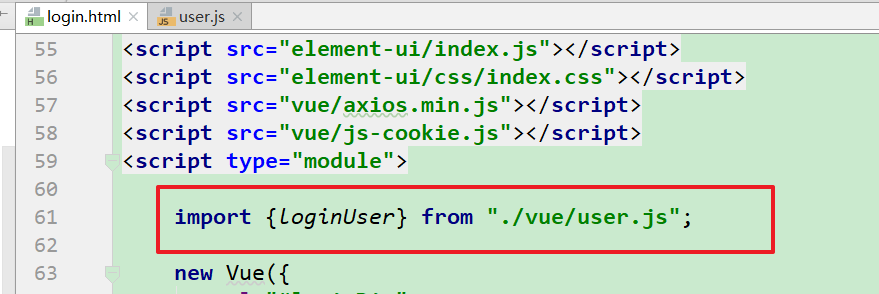 login.html user.js
55 <script src="element-ui/index.js"></script>
56 <script src="element-ui/css/index.css"></script>
57 <script src="vue/axios.min.js"></script>
58 <script src="vue/js-cookie.js"></script>
59 <script type="module">
60
61 import {loginUser} from "./vue/user.js";
62
63 new Vue({